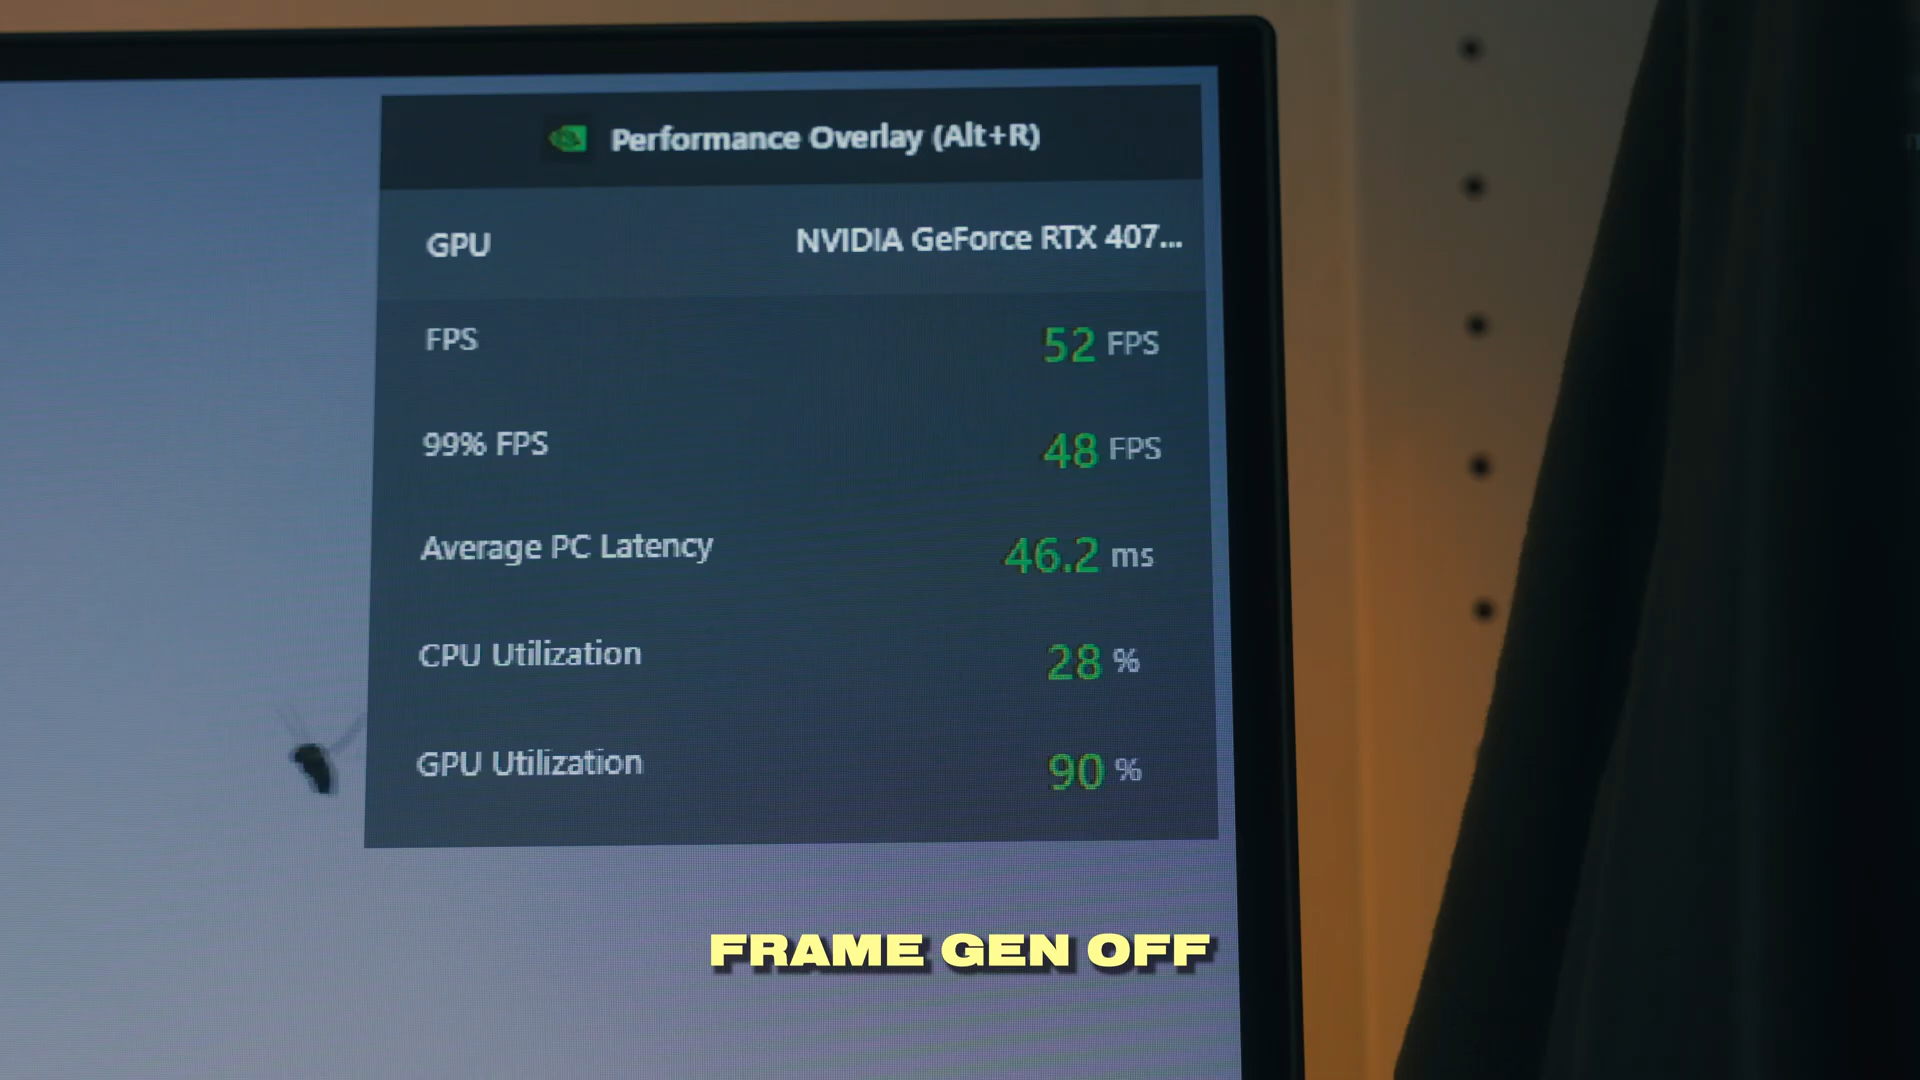 Performance Overlay (Alt+R)
GPU NVIDIA GeForce RTX 407...
FPS 52 FPS
99% FPS 48 FPS
Average PC Latency 46.2 ms
CPU Utilization 28 %
GPU Utilization 90 %
FRAME GEN OFF